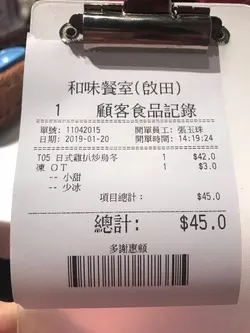 和味餐室(啟田)
1 顧客食品記錄
單號: 11042015 開單員工: 張玉珠
日期: 2019-01-20 開單時間: 14:19:24
T05 日式雞扒炒烏冬 1 $42.0
凍 O T 1 $3.0
-- 小甜
-- 少冰
項目總計: $45.0
總計: $45.0
多謝惠顧